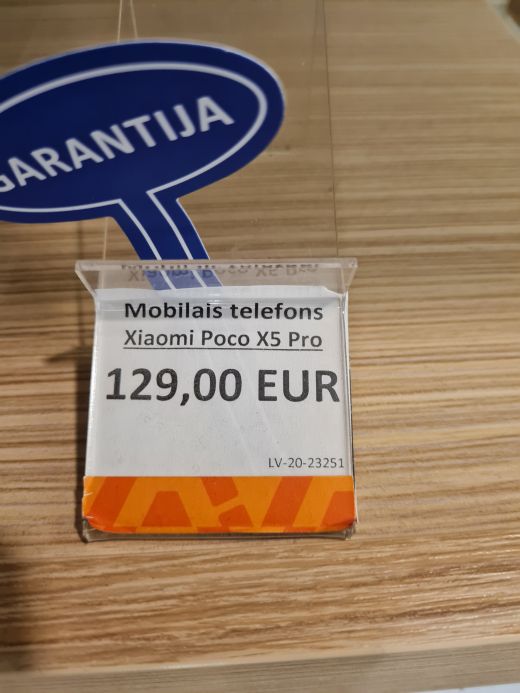 GARANTIJA
Mobilais telefons
Xiaomi Poco X5 Pro
129,00 EUR
LV-20-23251